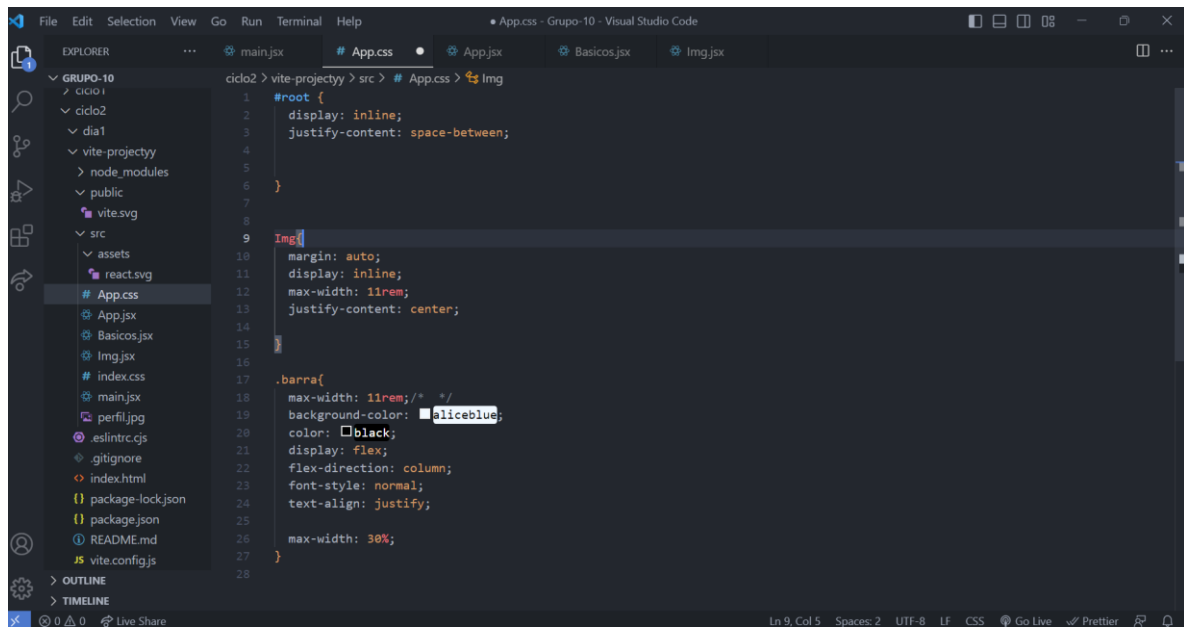 File Edit Selection View Go Run Terminal Help
● App.css - Grupo-10 - Visual Studio Code
EXPLORER ...
main.jsx # App.css ● App.jsx Basicos.jsx Img.jsx
GRUPO-10
ciclo1
ciclo2
dia1
vite-projectyy
node_modules
public
vite.svg
src
assets
react.svg
# App.css
App.jsx
Basicos.jsx
Img.jsx
# index.css
main.jsx
perfil.jpg
.eslintrc.cjs
.gitignore
<> index.html
{} package-lock.json
{} package.json
README.md
JS vite.config.js
OUTLINE
TIMELINE
ciclo2 > vite-projectyy > src > # App.css > Img
1 #root {
2 display: inline;
3 justify-content: space-between;
4
5
6 }
7
8
9 Img{
10 margin: auto;
11 display: inline;
12 max-width: 11rem;
13 justify-content: center;
14
15 }
16
17 .barra{
18 max-width: 11rem;/*  */
19 background-color: aliceblue;
20 color: black;
21 display: flex;
22 flex-direction: column;
23 font-style: normal;
24 text-align: justify;
25
26 max-width: 30%;
27 }
28
1
0 0 Live Share
Ln 9, Col 5 Spaces: 2 UTF-8 LF CSS Go Live Prettier